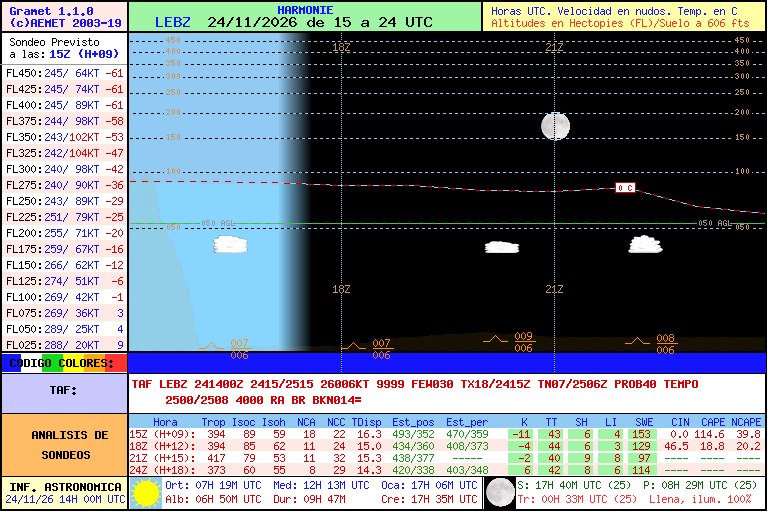 Gramet 1.1.0
(c)AEMET 2003-19
HARMONIE
LEBZ 24/11/2026 de 15 a 24 UTC
Horas UTC. Velocidad en nudos. Temp. en C
Altitudes en Hectopies (FL)/Suelo a 606 fts
Sondeo Previsto
a las: 15Z (H+09)
FL450: 245/ 64KT -61
FL425: 245/ 74KT -61
FL400: 245/ 89KT -61
FL375: 244/ 98KT -58
FL350: 243/102KT -53
FL325: 242/104KT -47
FL300: 240/ 98KT -42
FL275: 240/ 90KT -36
FL250: 243/ 89KT -29
FL225: 251/ 79KT -25
FL200: 255/ 71KT -20
FL175: 259/ 67KT -16
FL150: 266/ 62KT -12
FL125: 274/ 51KT -6
FL100: 269/ 42KT -1
FL075: 269/ 36KT 3
FL050: 289/ 25KT 4
FL025: 288/ 20KT 9
450 18Z 21Z 450
400 400
350 350
300 300
250 250
200 200
150 150
100 100
0 C
050 AGL 050 AGL
050 050
18Z 21Z
007 007 009 008
006 006 006 006
CODIGO COLORES:
TAF:
TAF LEBZ 241400Z 2415/2515 26006KT 9999 FEW030 TX18/2415Z TN07/2506Z PROB40 TEMPO
2500/2508 4000 RA BR BKN014=
ANALISIS DE
SONDEOS
Hora Trop Isoc Isoh NCA NCC TDisp Est_pos Est_per K TT SH LI SWE CIN CAPE NCAPE
15Z (H+09): 394 89 59 18 22 16.3 493/352 470/359 -11 43 6 4 153 0.0 114.6 39.8
18Z (H+12): 394 85 62 11 24 15.0 434/360 408/373 -4 44 6 3 129 46.5 18.8 20.2
21Z (H+15): 417 79 53 11 32 15.3 438/377 ----- -2 40 9 8 97 ---- ---- ----
24Z (H+18): 373 60 55 8 29 14.3 420/338 403/348 6 42 8 6 114 ---- ---- ----
INF. ASTRONOMICA
24/11/26 14H 00M UTC
Ort: 07H 19M UTC Med: 12H 13M UTC Oca: 17H 06M UTC
Alb: 06H 50M UTC Dur: 09H 47M Cre: 17H 35M UTC
S: 17H 40M UTC (25) P: 08H 29M UTC (25)
Tr: 00H 33M UTC (25) Llena, ilum. 100%